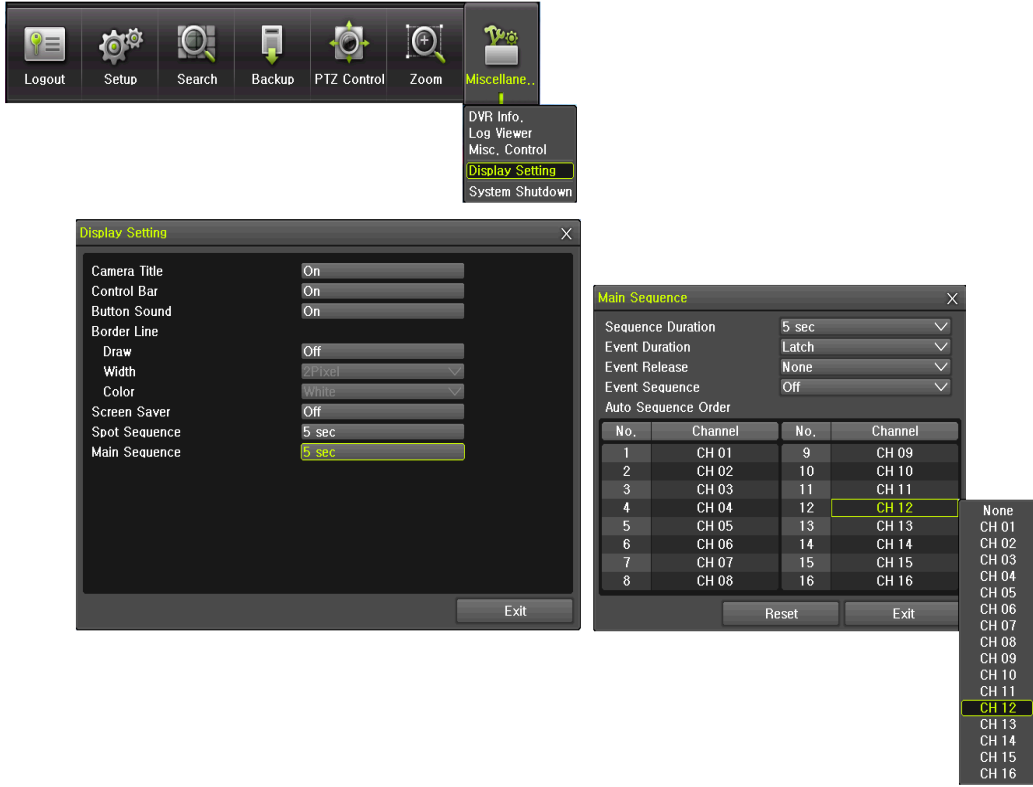 Logout Setup Search Backup PTZ Control Zoom Miscellane..
DVR Info.
Log Viewer
Misc. Control
Display Setting
System Shutdown
Display Setting X
Camera Title On
Control Bar On
Button Sound On
Border Line
Draw Off
Width 2Pixel
Color White
Screen Saver Off
Spot Sequence 5 sec
Main Sequence 5 sec
Exit
Main Sequence X
Sequence Duration 5 sec
Event Duration Latch
Event Release None
Event Sequence Off
Auto Sequence Order
No. Channel No. Channel
1 CH 01 9 CH 09
2 CH 02 10 CH 10
3 CH 03 11 CH 11
4 CH 04 12 CH 12
5 CH 05 13 CH 13
6 CH 06 14 CH 14
7 CH 07 15 CH 15
8 CH 08 16 CH 16
Reset Exit
None
CH 01
CH 02
CH 03
CH 04
CH 05
CH 06
CH 07
CH 08
CH 09
CH 10
CH 11
CH 12
CH 13
CH 14
CH 15
CH 16